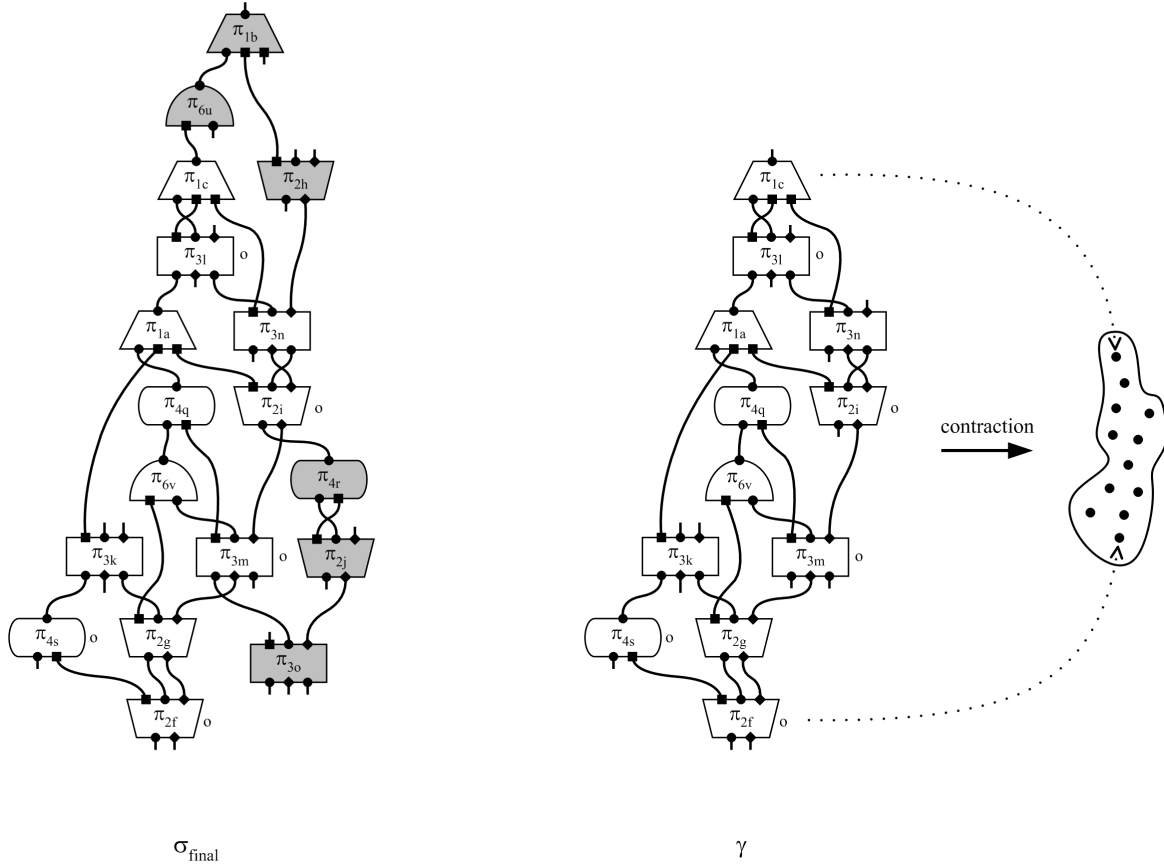 π1b
π6u
π1c
π2h
π3l o
π1a
π3n
π4q
π2i o
π6v
π4r
π3k
π3m o
π2j
π4s o
π2g
π3o
π2f o
σfinal
π1c
π3l o
π1a
π3n
π4q
π2i o
contraction
π6v
π3k
π3m o
π4s o
π2g
π2f o
γ